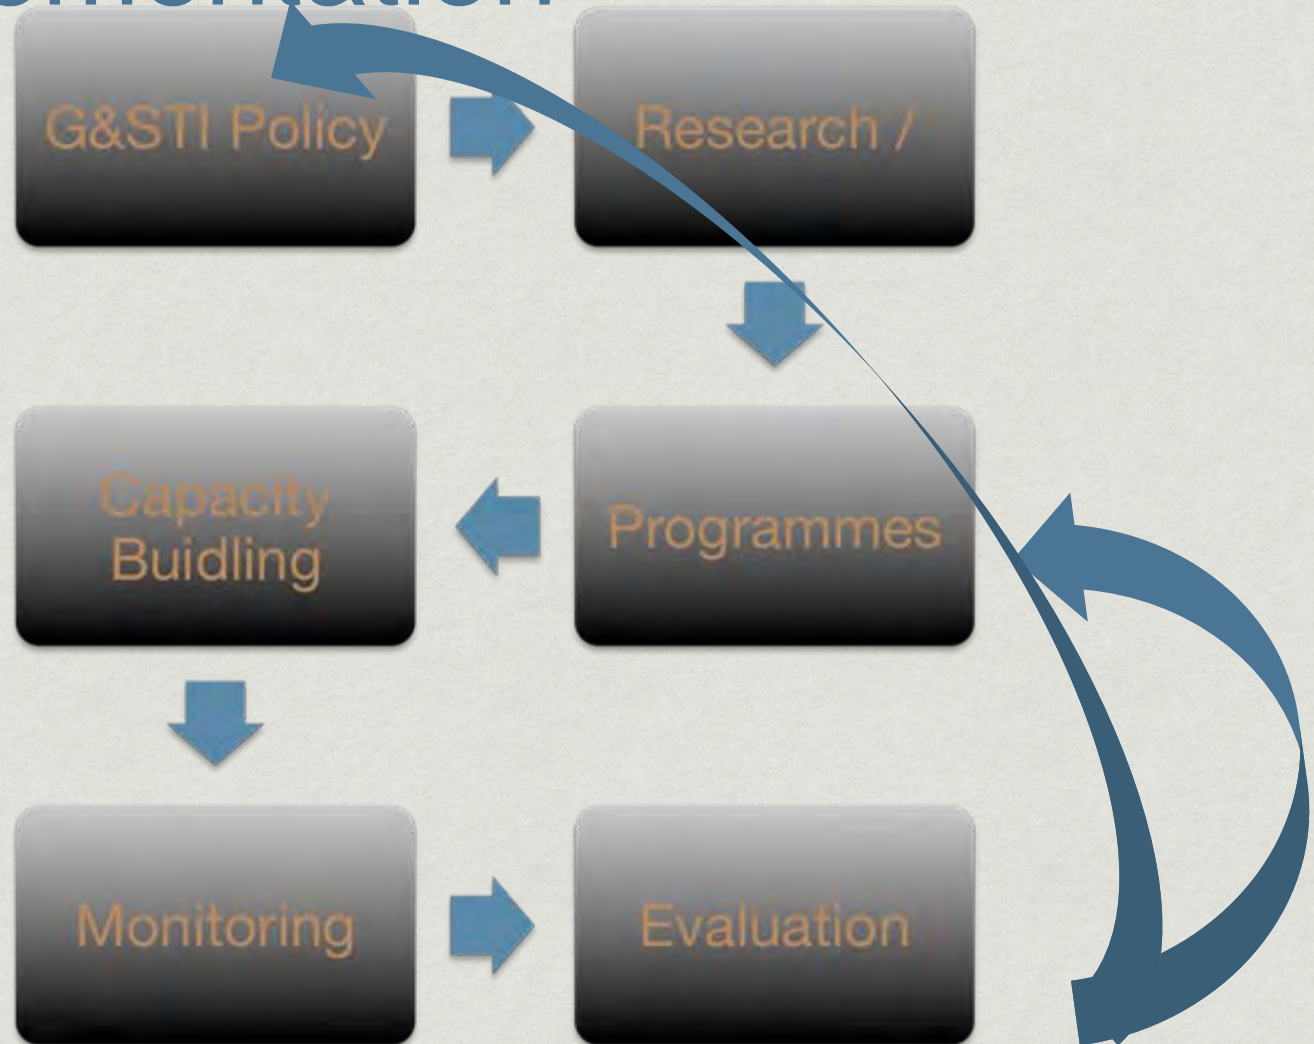 G&STI Policy
Research /
Programmes
Capacity
Buidling
Monitoring
Evaluation